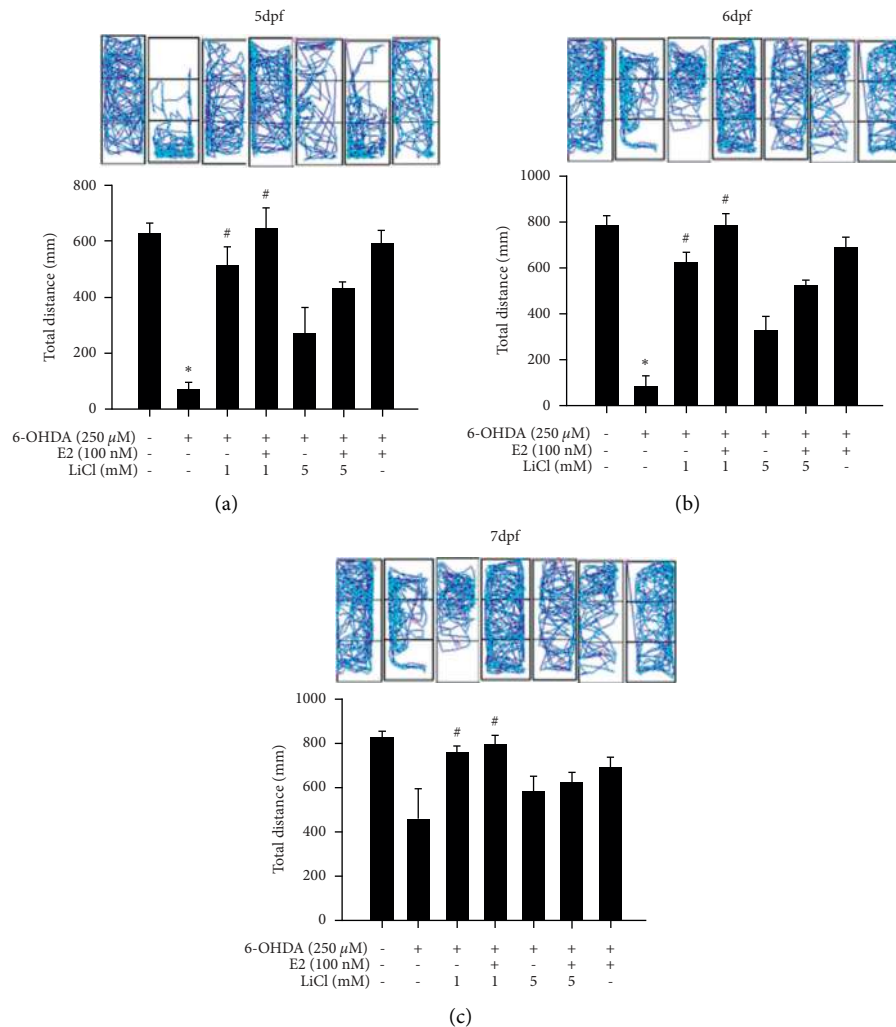 5dpf
800
600
400
200
0
Total distance (mm)
#
#
*
6-OHDA (250 μM) - + + + + + +
E2 (100 nM) - - - + - + +
LiCl (mM) - - 1 1 5 5 -
(a)
6dpf
1000
800
600
400
200
0
Total distance (mm)
#
#
*
6-OHDA (250 μM) - + + + + + +
E2 (100 nM) - - - + - + +
LiCl (mM) - - 1 1 5 5 -
(b)
7dpf
1000
800
600
400
200
0
Total distance (mm)
# #
6-OHDA (250 μM) - + + + + + +
E2 (100 nM) - - - + - + +
LiCl (mM) - - 1 1 5 5 -
(c)